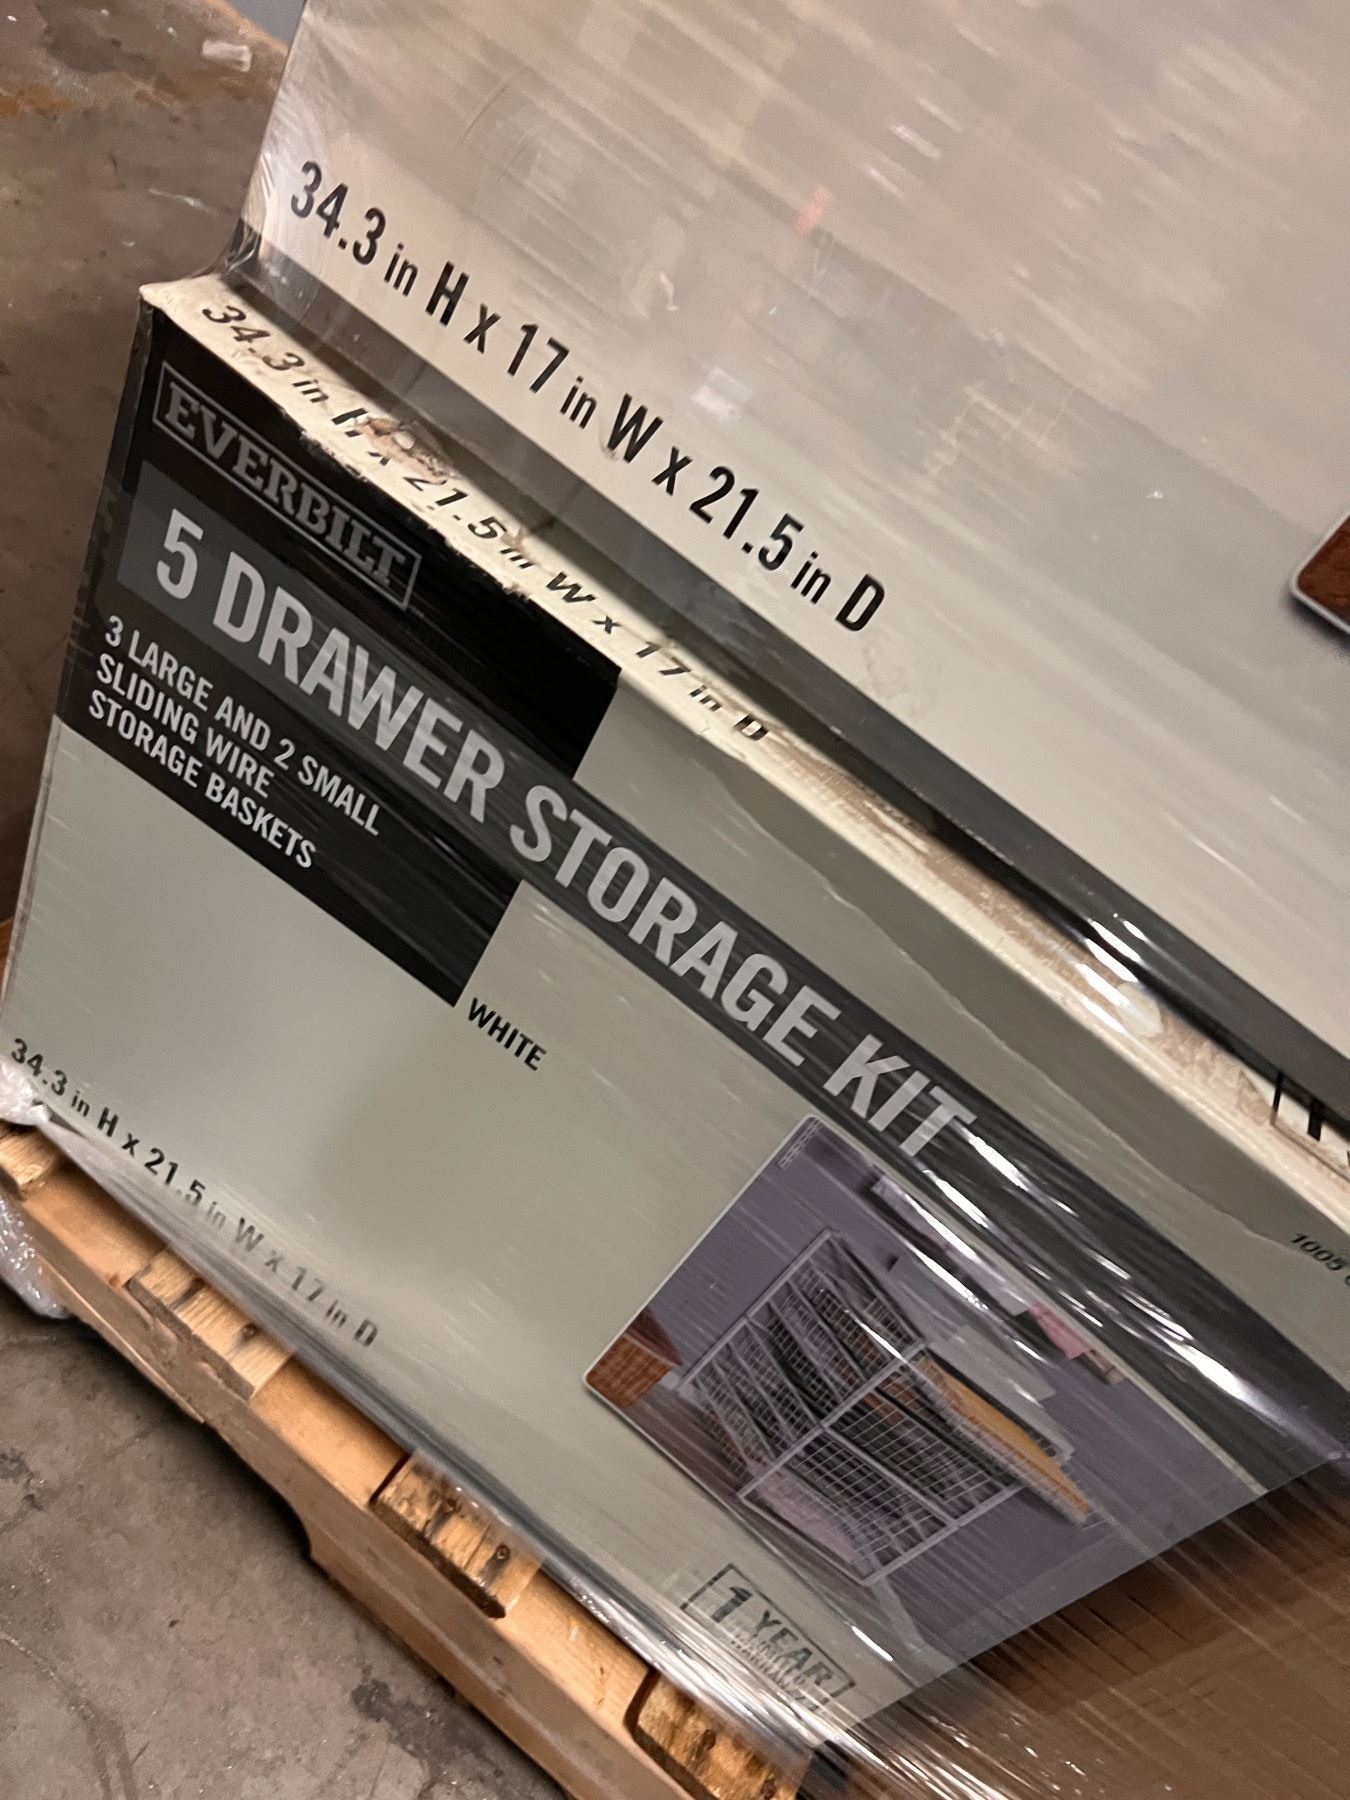 34.3 in H x 17 in W x 21.5 in D
34.3 in H x 21.5 in W x 17 in D
EVERBILT
5 DRAWER STORAGE KIT
3 LARGE AND 2 SMALL
SLIDING WIRE
STORAGE BASKETS
WHITE
34.3 in H x 21.5 in W x 17 in D
1005
1 YEAR